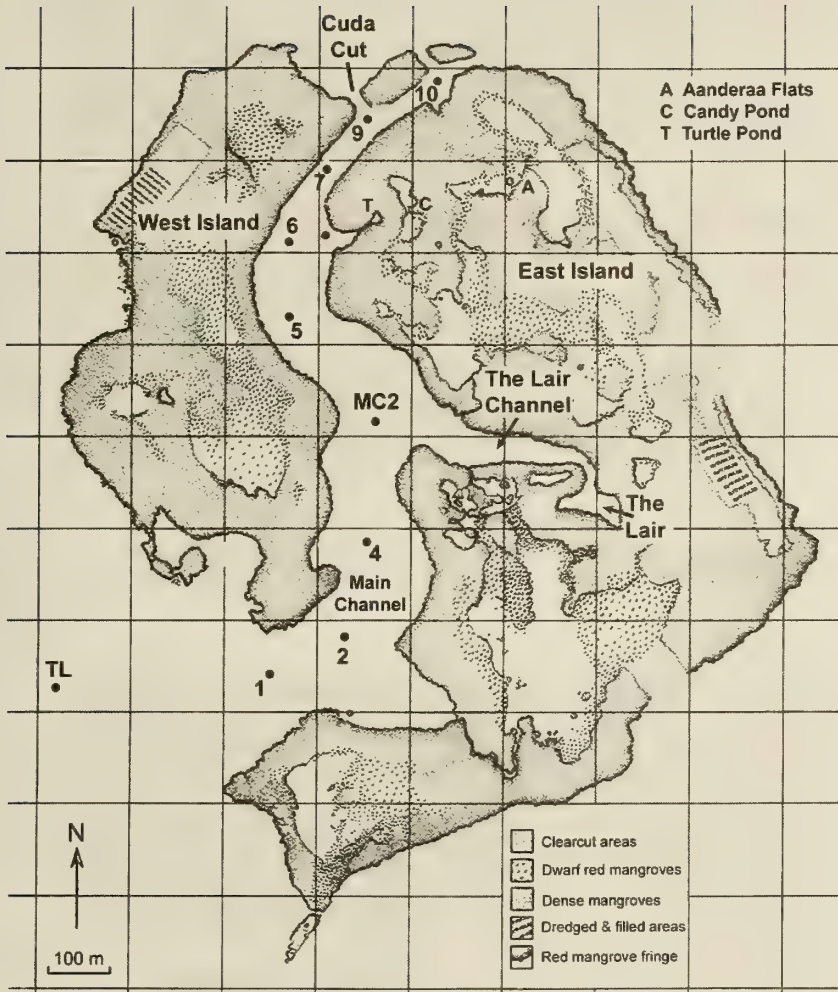 Cuda
Cut
10
A Aanderaa Flats
C Candy Pond
T Turtle Pond
9
7
A
T
C
West Island
6
East Island
5
The Lair
Channel
MC2
The
Lair
4
Main
Channel
2
TL
1
N
100 m
Clearcut areas
Dwarf red mangroves
Dense mangroves
Dredged & filled areas
Red mangrove fringe